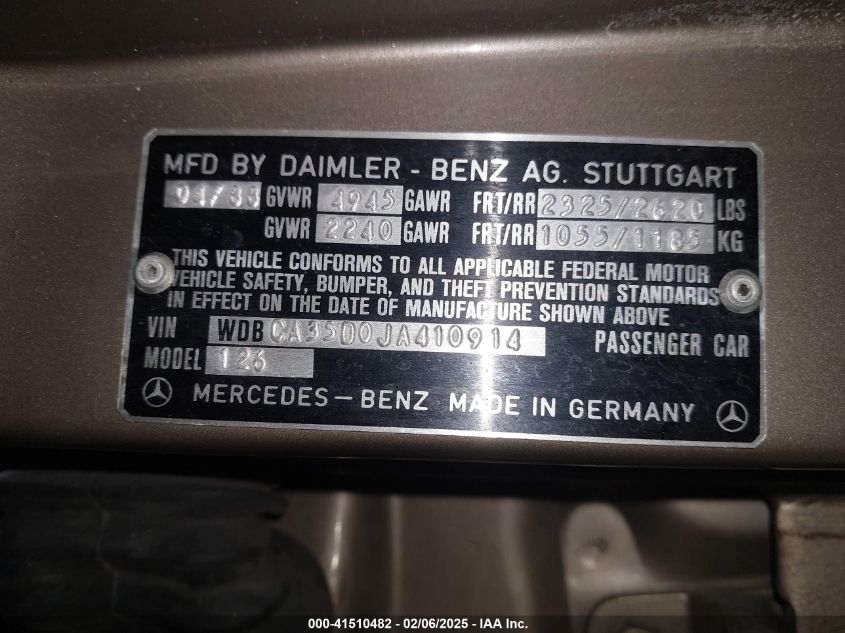 MFD BY DAIMLER - BENZ AG. STUTTGART
04/88 GVWR 4945 GAWR FRT/RR 2325/2620 LBS
GVWR 2240 GAWR FRT/RR 1055/1185 KG
THIS VEHICLE CONFORMS TO ALL APPLICABLE FEDERAL MOTOR
VEHICLE SAFETY, BUMPER, AND THEFT PREVENTION STANDARDS
IN EFFECT ON THE DATE OF MANUFACTURE SHOWN ABOVE
VIN WDBCA35D0JA410914 PASSENGER CAR
MODEL 126
MERCEDES - BENZ MADE IN GERMANY
000-41510482 - 02/06/2025 - IAA Inc.